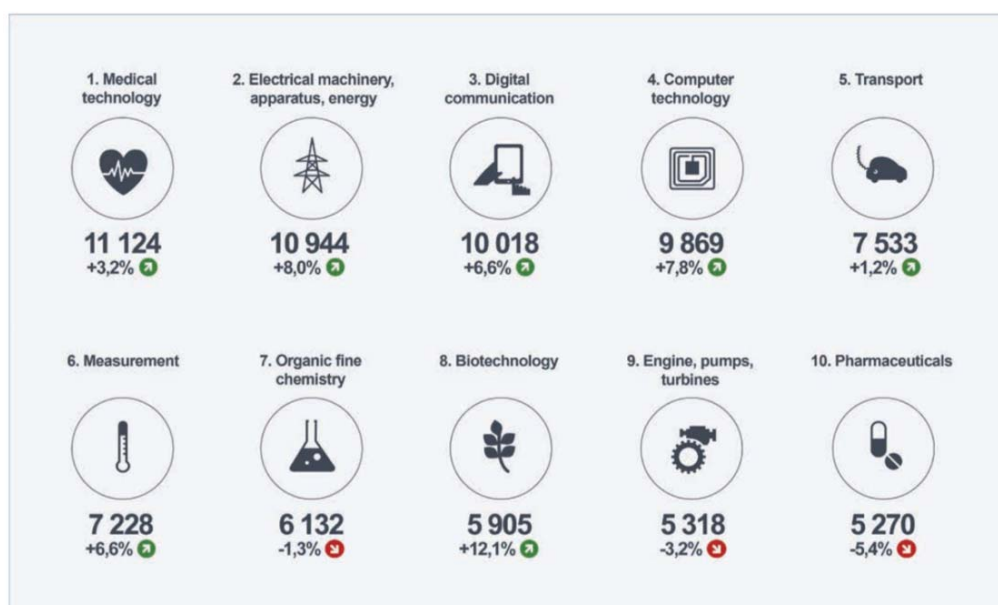 1. Medical
technology
11 124
+3,2%
2. Electrical machinery,
apparatus, energy
10 944
+8,0%
3. Digital
communication
10 018
+6,6%
4. Computer
technology
9 869
+7,8%
5. Transport
7 533
+1,2%
6. Measurement
7 228
+6,6%
7. Organic fine
chemistry
6 132
-1,3%
8. Biotechnology
5 905
+12,1%
9. Engine, pumps,
turbines
5 318
-3,2%
10. Pharmaceuticals
5 270
-5,4%